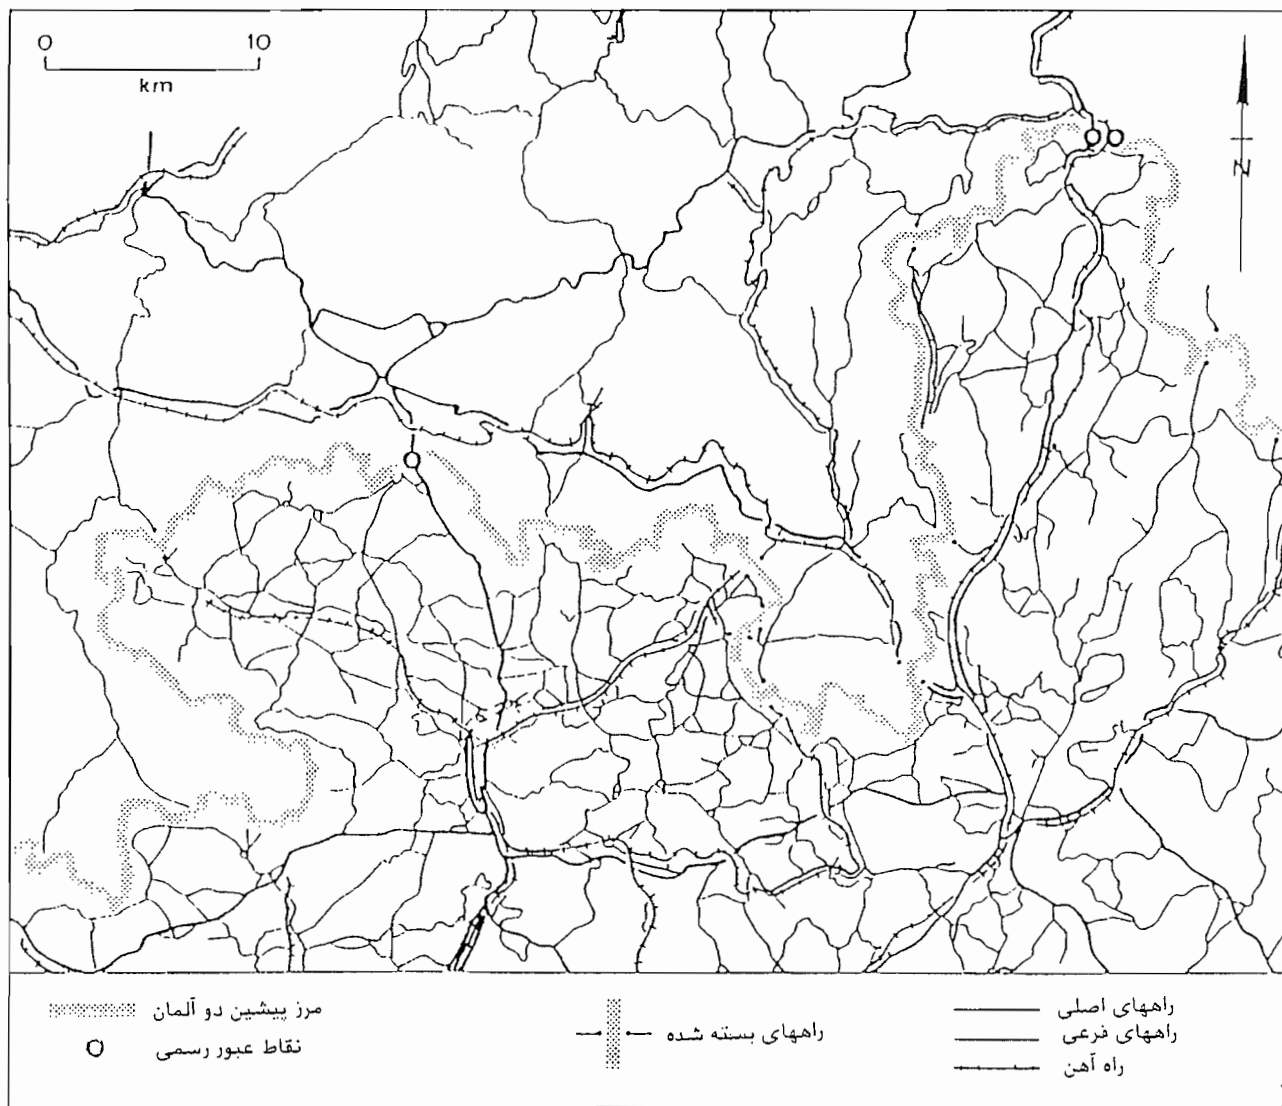 0 10
km
N
راههای اصلی
راههای فرعی
راه آهن
راههای بسته شده
مرز پیشین دو آلمان
نقاط عبور رسمی